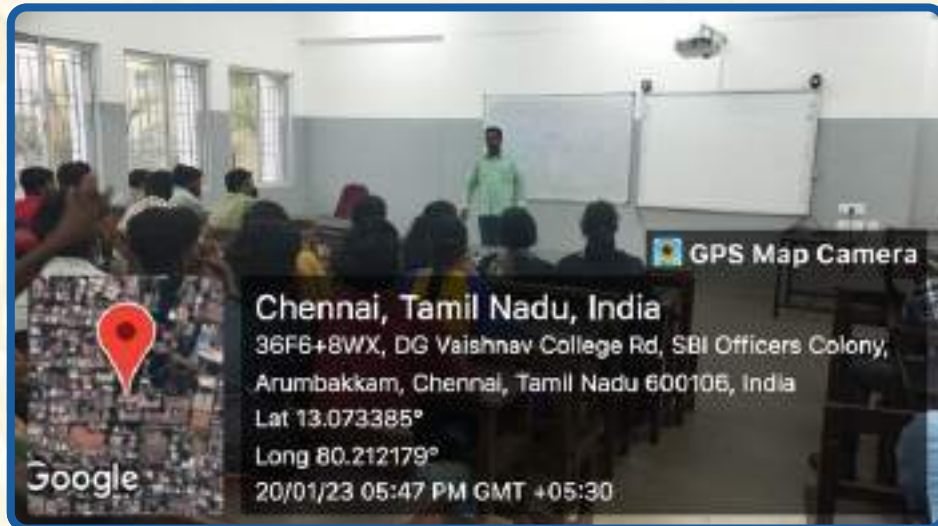 GPS Map Camera
Chennai, Tamil Nadu, India
36F6+8WX, DG Vaishnav College Rd, SBI Officers Colony,
Arumbakkam, Chennai, Tamil Nadu 600106, India
Lat 13.073385°
Long 80.212179°
20/01/23 05:47 PM GMT +05:30
Google